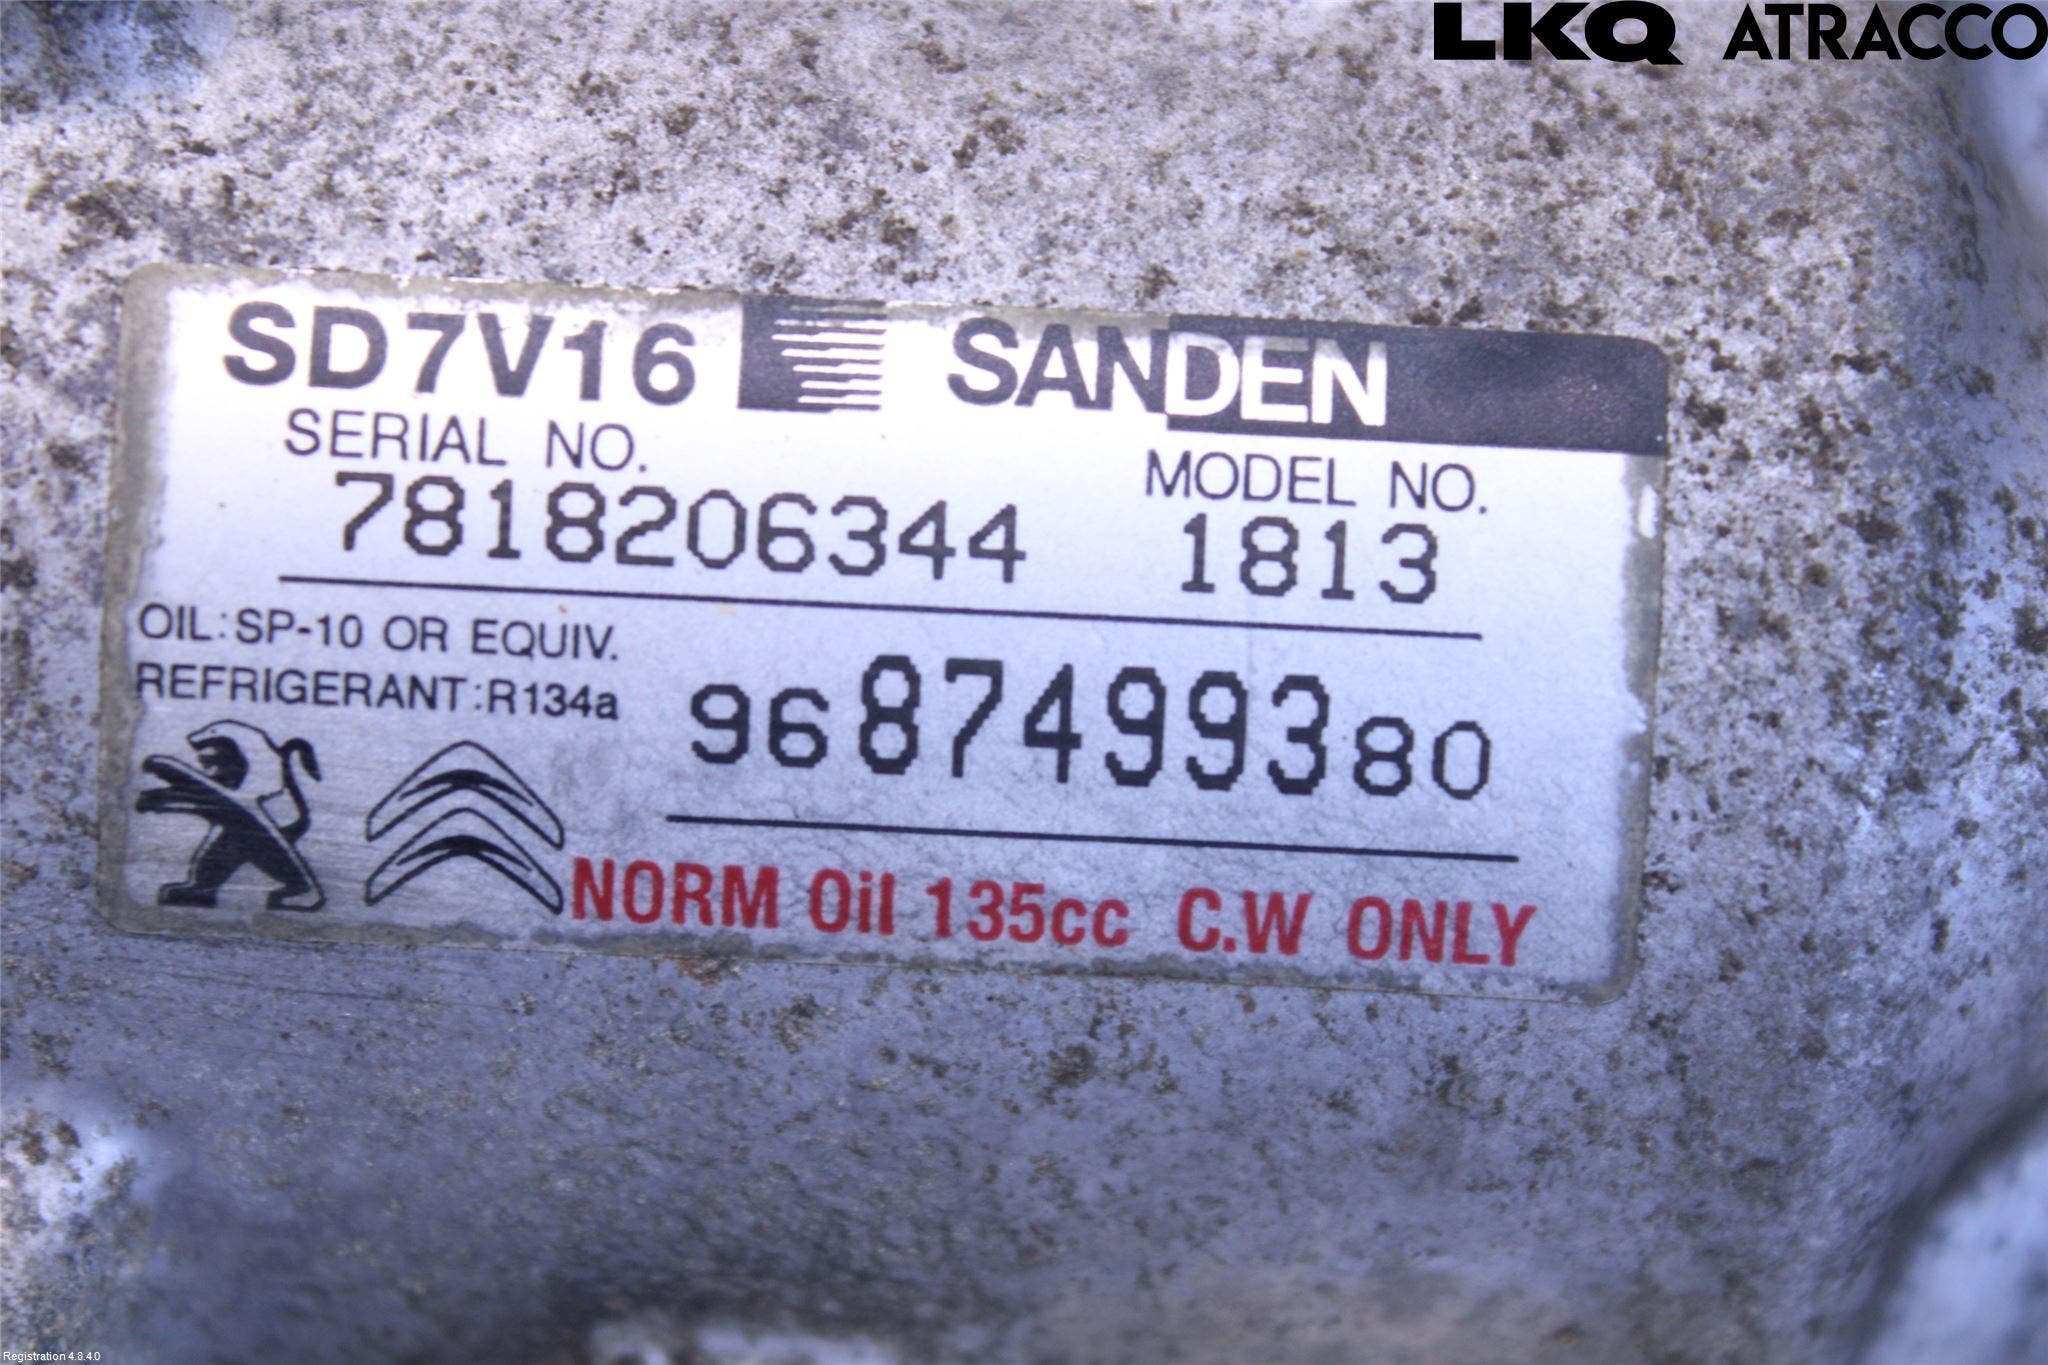 LKQ ATRACCO
SD7V16 SANDEN
SERIAL NO. MODEL NO.
7818206344 1813
OIL:SP-10 OR EQUIV.
REFRIGERANT:R134a
9687499380
NORM Oil 135cc C.W ONLY
Registration 4.8.4.0